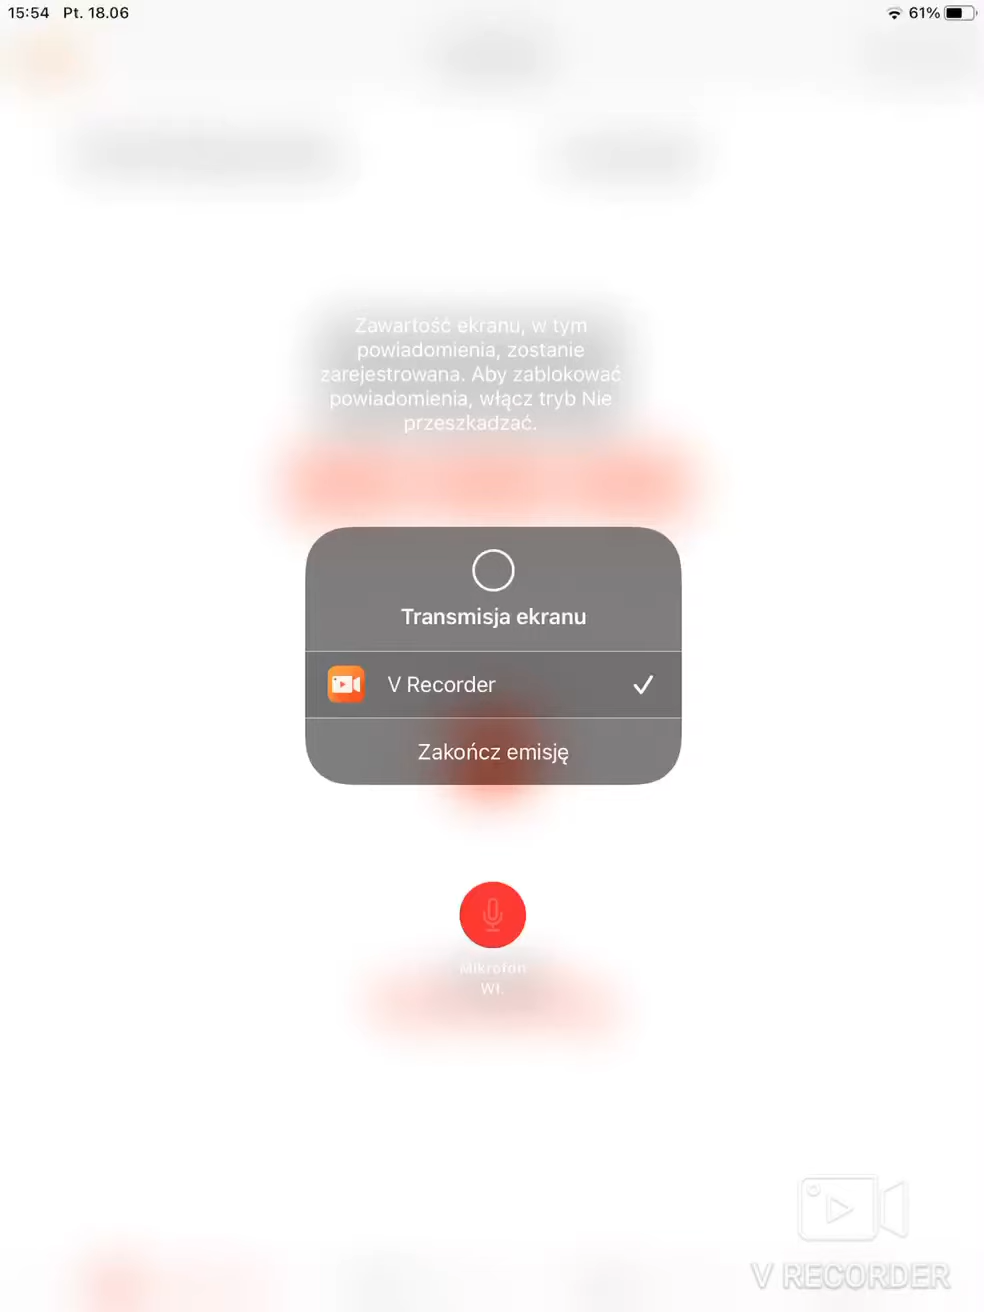 15:54 Pt. 18.06 61%
Zawartość ekranu, w tym
powiadomienia, zostanie
zarejestrowana. Aby zablokować
powiadomienia, włącz tryb Nie
przeszkadzać.
Transmisja ekranu
V Recorder
Zakończ emisję
Mikrofon
Wł.
V RECORDER